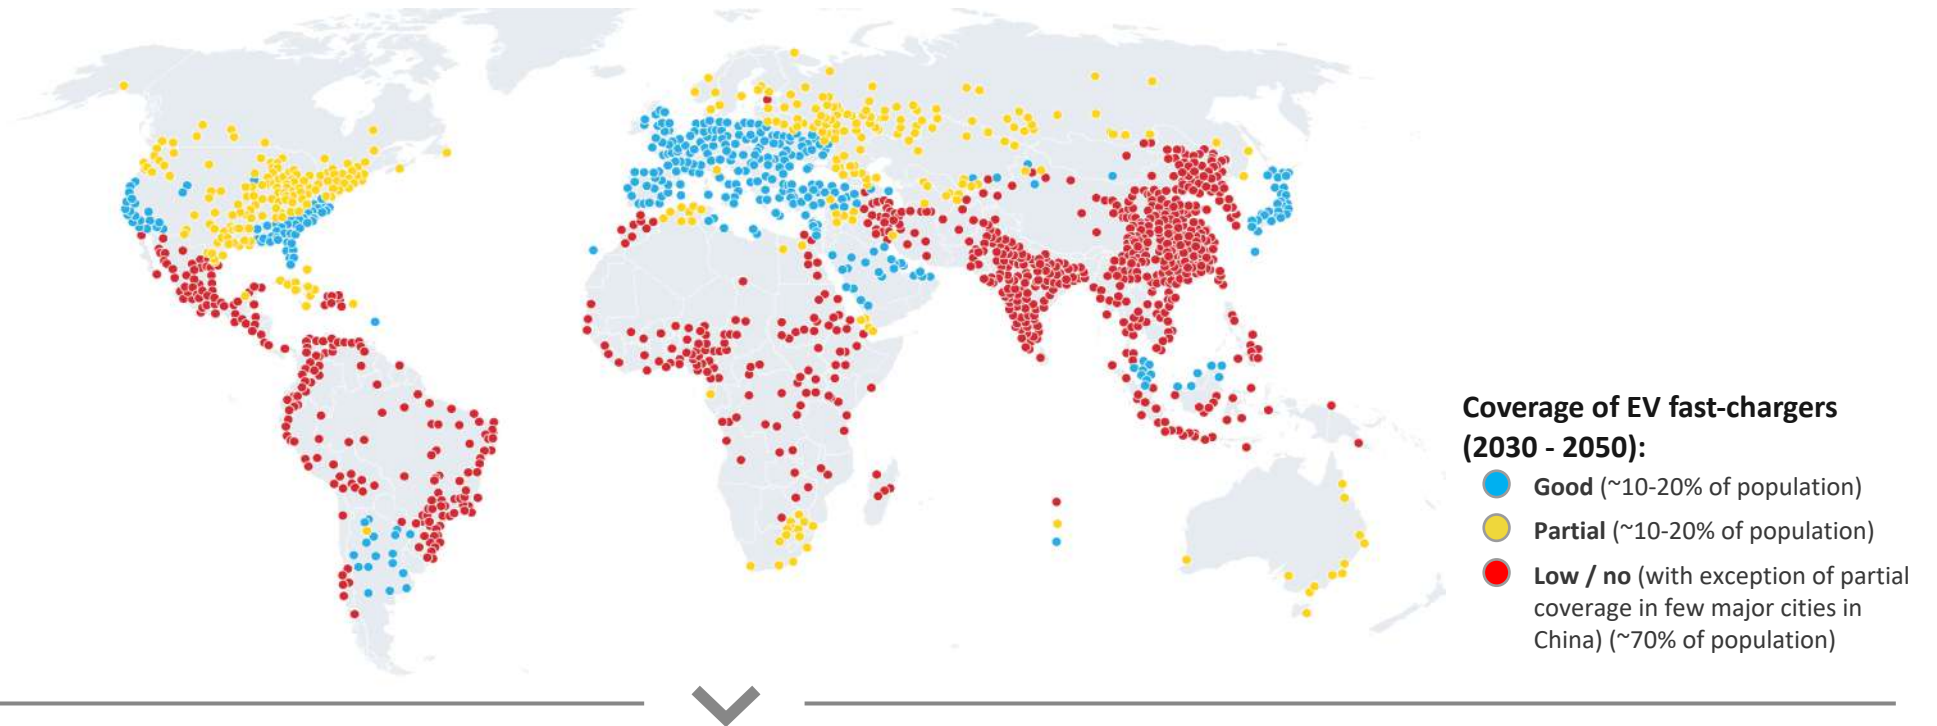 Coverage of EV fast-chargers
(2030 - 2050):
Good (~10-20% of population)
Partial (~10-20% of population)
Low / no (with exception of partial
coverage in few major cities in
China) (~70% of population)